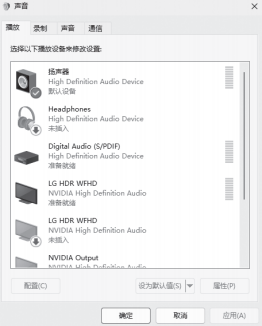 声音
播放 录制 声音 通信
选择以下播放设备来修改设置:
扬声器
High Definition Audio Device
默认设备
Headphones
High Definition Audio Device
未插入
Digital Audio (S/PDIF)
High Definition Audio Device
准备就绪
LG HDR WFHD
NVIDIA High Definition Audio
准备就绪
LG HDR WFHD
NVIDIA High Definition Audio
未插入
NVIDIA Output
NVIDIA High Definition Audio
配置(C) 设为默认值(S) 属性(P)
确定 取消 应用(A)